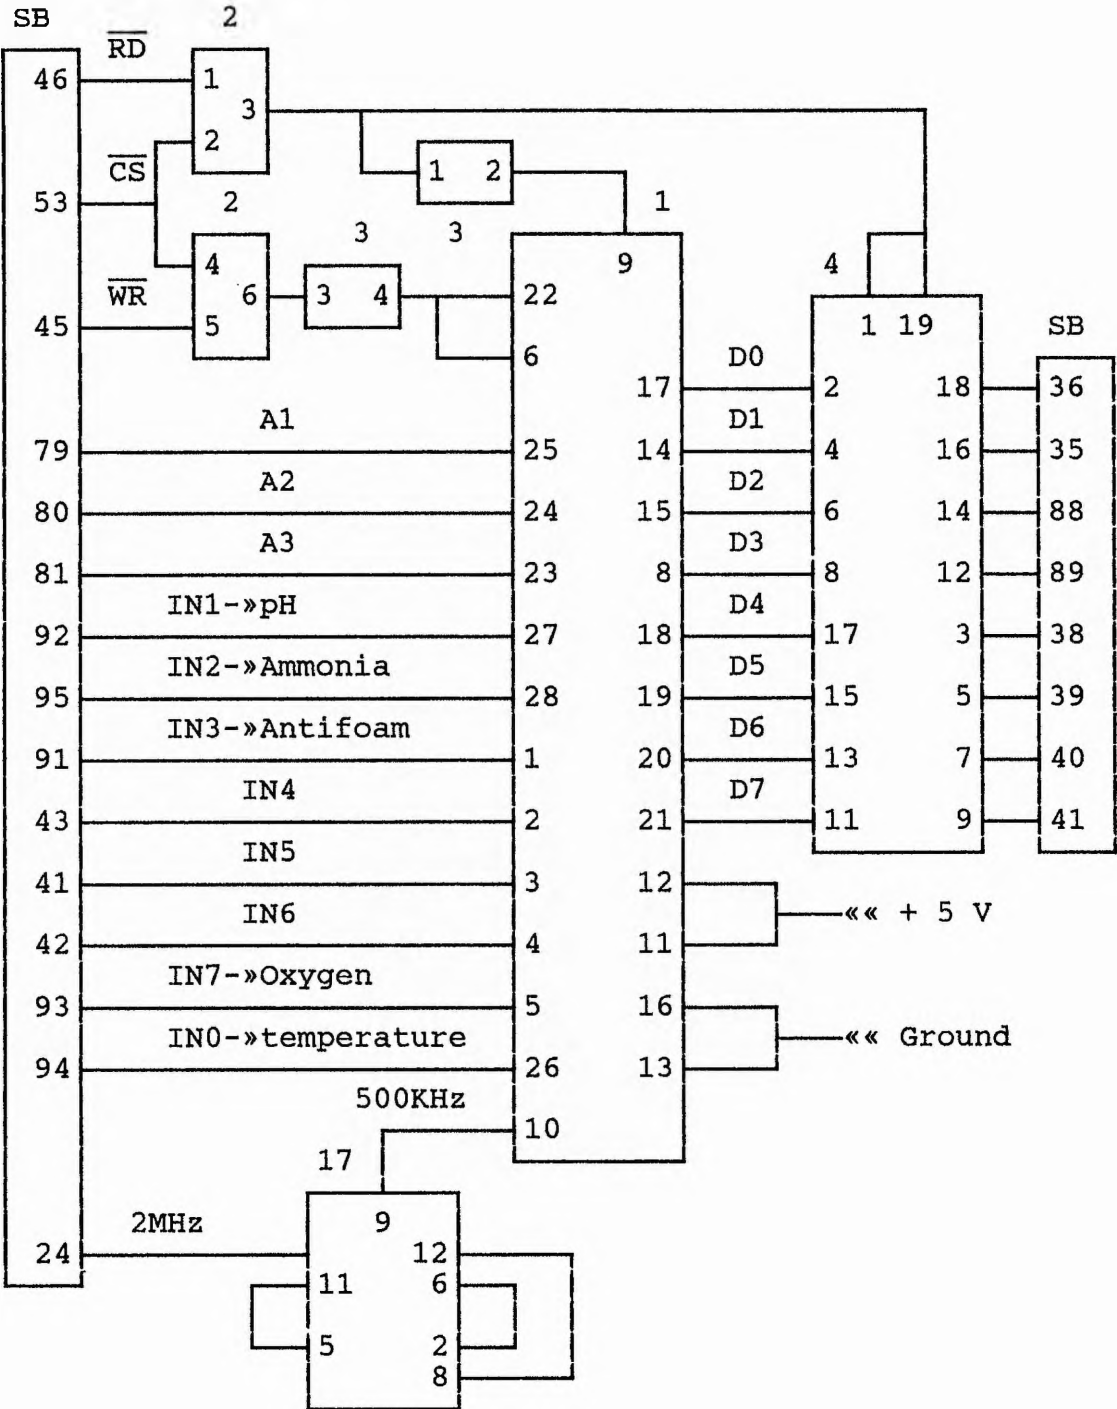 SB 2
RD
46 1
3
2
CS 1 2
53 2 1
3 3
4 9 4
WR 6 3 4 22 1 19 SB
45 5
6 D0
17 2 18 36
A1 D1
79 25 14 4 16 35
A2 D2
80 24 15 6 14 88
A3 D3
81 23 8 8 12 89
IN1-»pH D4
92 27 18 17 3 38
IN2-»Ammonia D5
95 28 19 15 5 39
IN3-»Antifoam D6
91 1 20 13 7 40
IN4 D7
43 2 21 11 9 41
IN5
41 3 12
IN6 «« + 5 V
42 4 11
IN7-»Oxygen
93 5 16
IN0-»temperature «« Ground
94 26 13
500KHz
10
17
2MHz 9
24 12
11 6
5 2
8